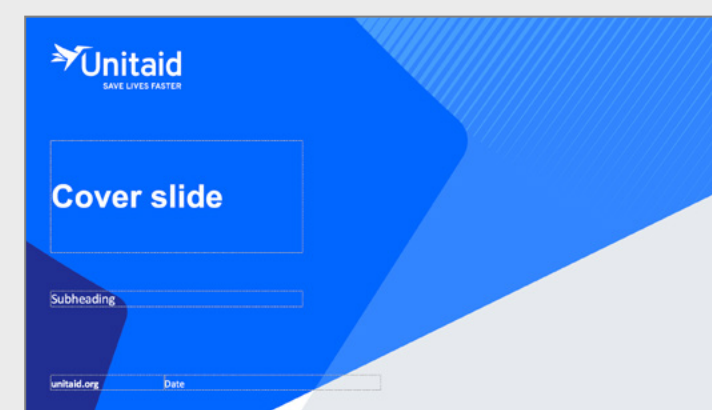 Unitaid
SAVE LIVES FASTER
Cover slide
Subheading
unitaid.org Date